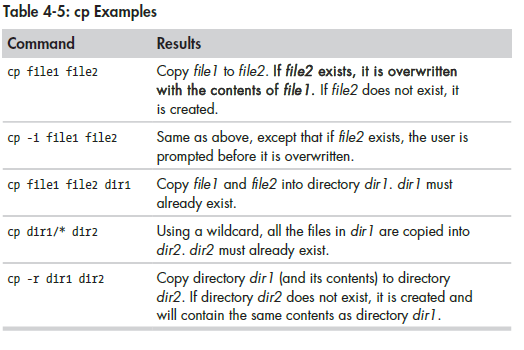 Table 4-5: cp Examples
Command Results
cp file1 file2 Copy file1 to file2. If file2 exists, it is overwritten
with the contents of file1. If file2 does not exist, it
is created.
cp -i file1 file2 Same as above, except that if file2 exists, the user is
prompted before it is overwritten.
cp file1 file2 dir1 Copy file1 and file2 into directory dir1. dir1 must
already exist.
cp dir1/* dir2 Using a wildcard, all the files in dir1 are copied into
dir2. dir2 must already exist.
cp -r dir1 dir2 Copy directory dir1 (and its contents) to directory
dir2. If directory dir2 does not exist, it is created and
will contain the same contents as directory dir1.